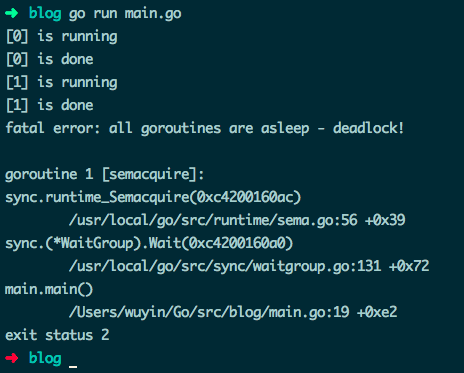 ➜ blog go run main.go
[0] is running
[0] is done
[1] is running
[1] is done
fatal error: all goroutines are asleep - deadlock!
goroutine 1 [semacquire]:
sync.runtime_Semacquire(0xc4200160ac)
/usr/local/go/src/runtime/sema.go:56 +0x39
sync.(*WaitGroup).Wait(0xc4200160a0)
/usr/local/go/src/sync/waitgroup.go:131 +0x72
main.main()
/Users/wuyin/Go/src/blog/main.go:19 +0xe2
exit status 2
➜ blog _